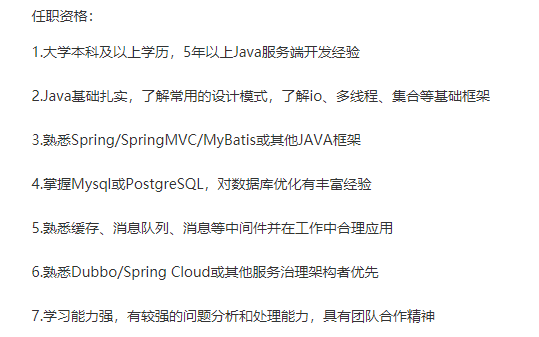 任职资格：
1.大学本科及以上学历，5年以上Java服务端开发经验
2.Java基础扎实，了解常用的设计模式，了解io、多线程、集合等基础框架
3.熟悉Spring/SpringMVC/MyBatis或其他JAVA框架
4.掌握Mysql或PostgreSQL，对数据库优化有丰富经验
5.熟悉缓存、消息队列、消息等中间件并在工作中合理应用
6.熟悉Dubbo/Spring Cloud或其他服务治理架构者优先
7.学习能力强，有较强的问题分析和处理能力，具有团队合作精神